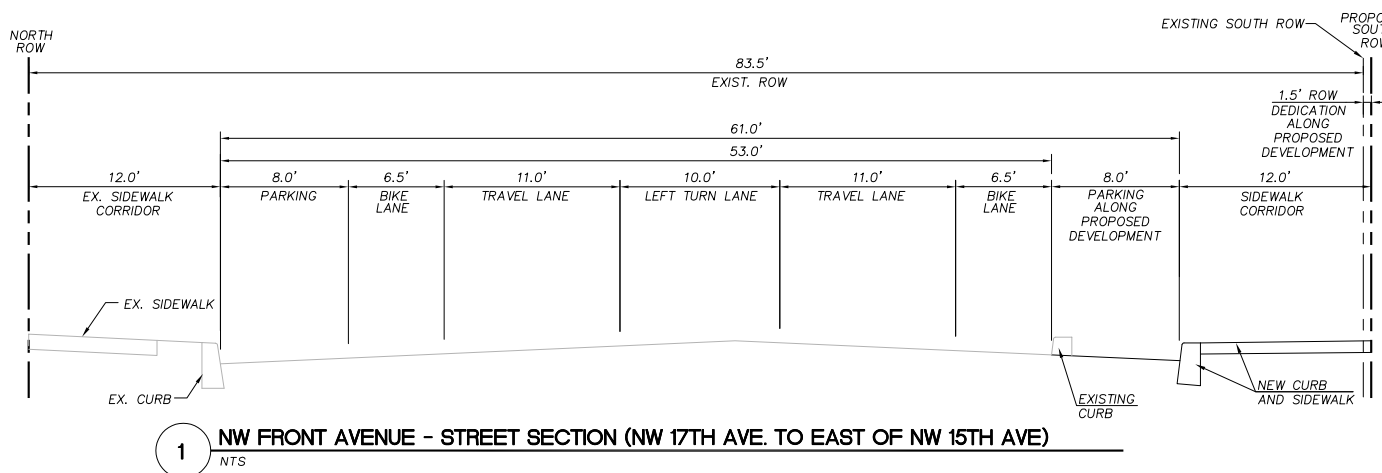 NORTH
ROW
EXISTING SOUTH ROW
83.5'
EXIST. ROW
1.5' ROW
DEDICATION
ALONG
PROPOSED
DEVELOPMENT
61.0'
53.0'
12.0'
EX. SIDEWALK
CORRIDOR
8.0'
PARKING
6.5'
BIKE
LANE
11.0'
TRAVEL LANE
10.0'
LEFT TURN LANE
11.0'
TRAVEL LANE
6.5'
BIKE
LANE
8.0'
PARKING
ALONG
PROPOSED
DEVELOPMENT
12.0'
SIDEWALK
CORRIDOR
EX. SIDEWALK
EX. CURB
EXISTING
CURB
NEW CURB
AND SIDEWALK
1
NW FRONT AVENUE - STREET SECTION (NW 17TH AVE. TO EAST OF NW 15TH AVE)
NTS